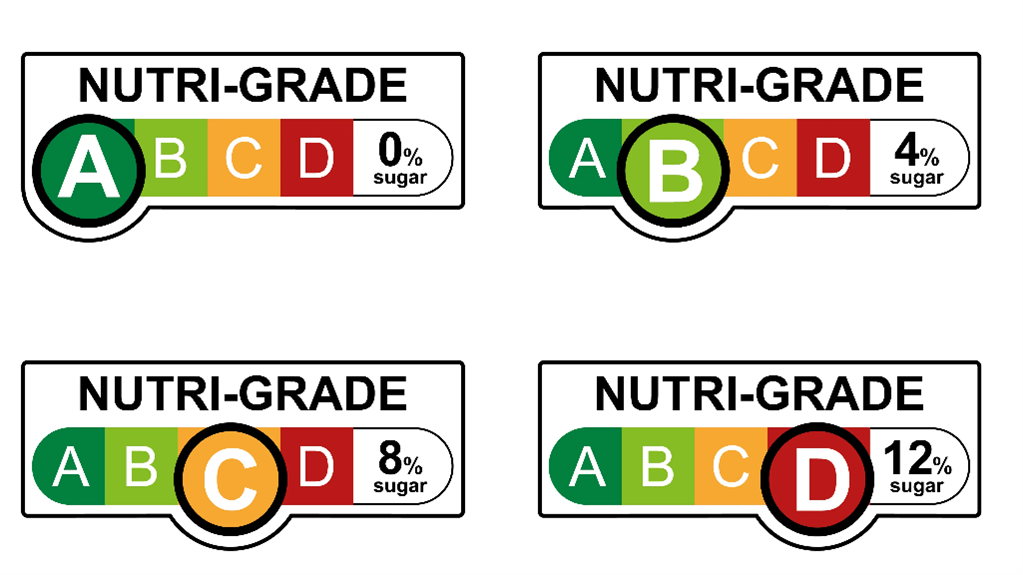 NUTRI-GRADE
A B C D 0% sugar
NUTRI-GRADE
A B C D 4% sugar
NUTRI-GRADE
A B C D 8% sugar
NUTRI-GRADE
A B C D 12% sugar